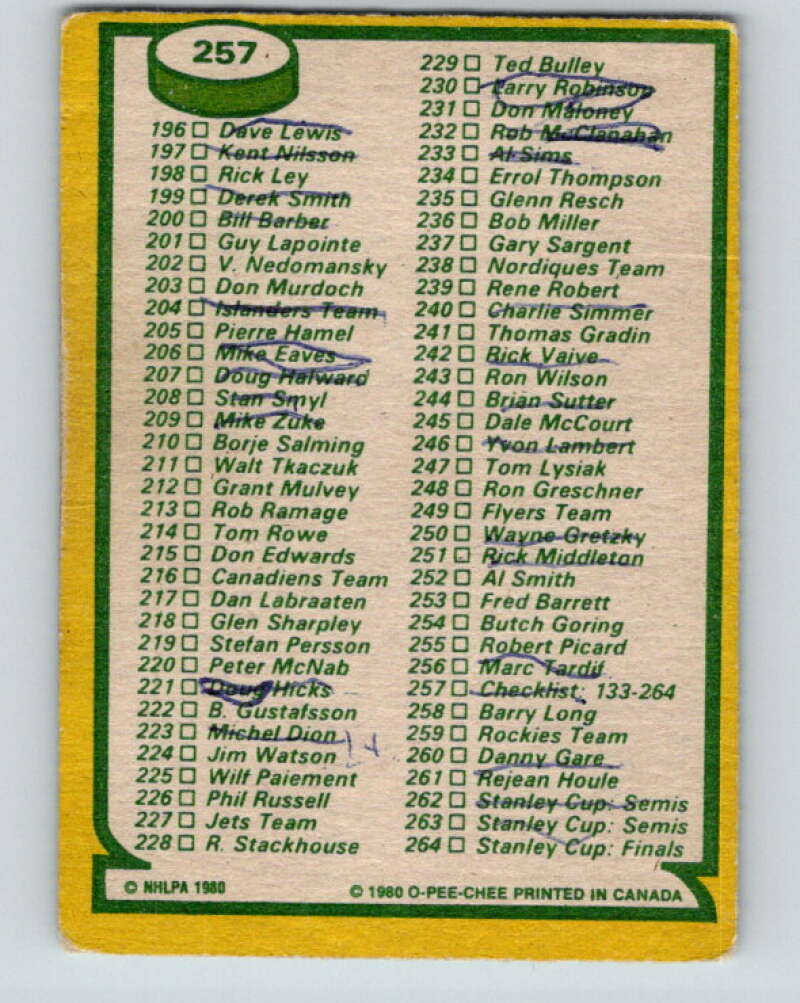 257
196 Dave Lewis
197 Kent Nilsson
198 Rick Ley
199 Derek Smith
200 Bill Barber
201 Guy Lapointe
202 V. Nedomansky
203 Don Murdoch
204 Islanders Team
205 Pierre Hamel
206 Mike Eaves
207 Doug Halward
208 Stan Smyl
209 Mike Zuke
210 Borje Salming
211 Walt Tkaczuk
212 Grant Mulvey
213 Rob Ramage
214 Tom Rowe
215 Don Edwards
216 Canadiens Team
217 Dan Labraaten
218 Glen Sharpley
219 Stefan Persson
220 Peter McNab
221 Doug Hicks
222 B. Gustafsson
223 Michel Dion
224 Jim Watson
225 Wilf Paiement
226 Phil Russell
227 Jets Team
228 R. Stackhouse
229 Ted Bulley
230 Larry Robinson
231 Don Maloney
232 Rob McClanahan
233 Al Sims
234 Errol Thompson
235 Glenn Resch
236 Bob Miller
237 Gary Sargent
238 Nordiques Team
239 Rene Robert
240 Charlie Simmer
241 Thomas Gradin
242 Rick Vaive
243 Ron Wilson
244 Brian Sutter
245 Dale McCourt
246 Yvon Lambert
247 Tom Lysiak
248 Ron Greschner
249 Flyers Team
250 Wayne Gretzky
251 Rick Middleton
252 Al Smith
253 Fred Barrett
254 Butch Goring
255 Robert Picard
256 Marc Tardif
257 Checklist: 133-264
258 Barry Long
259 Rockies Team
260 Danny Gare
261 Rejean Houle
262 Stanley Cup: Semis
263 Stanley Cup: Semis
264 Stanley Cup: Finals
© NHLPA 1980
© 1980 O-PEE-CHEE PRINTED IN CANADA